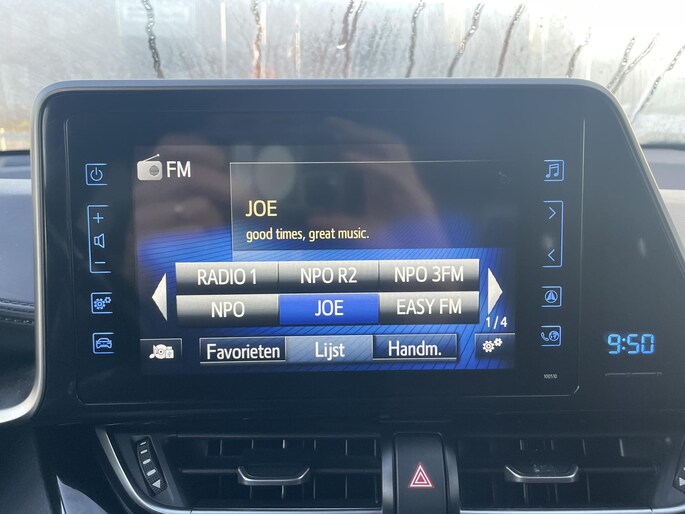 FM
JOE
good times, great music.
RADIO 1 NPO R2 NPO 3FM
NPO JOE EASY FM
1/4
Favorieten Lijst Handm.
9:50